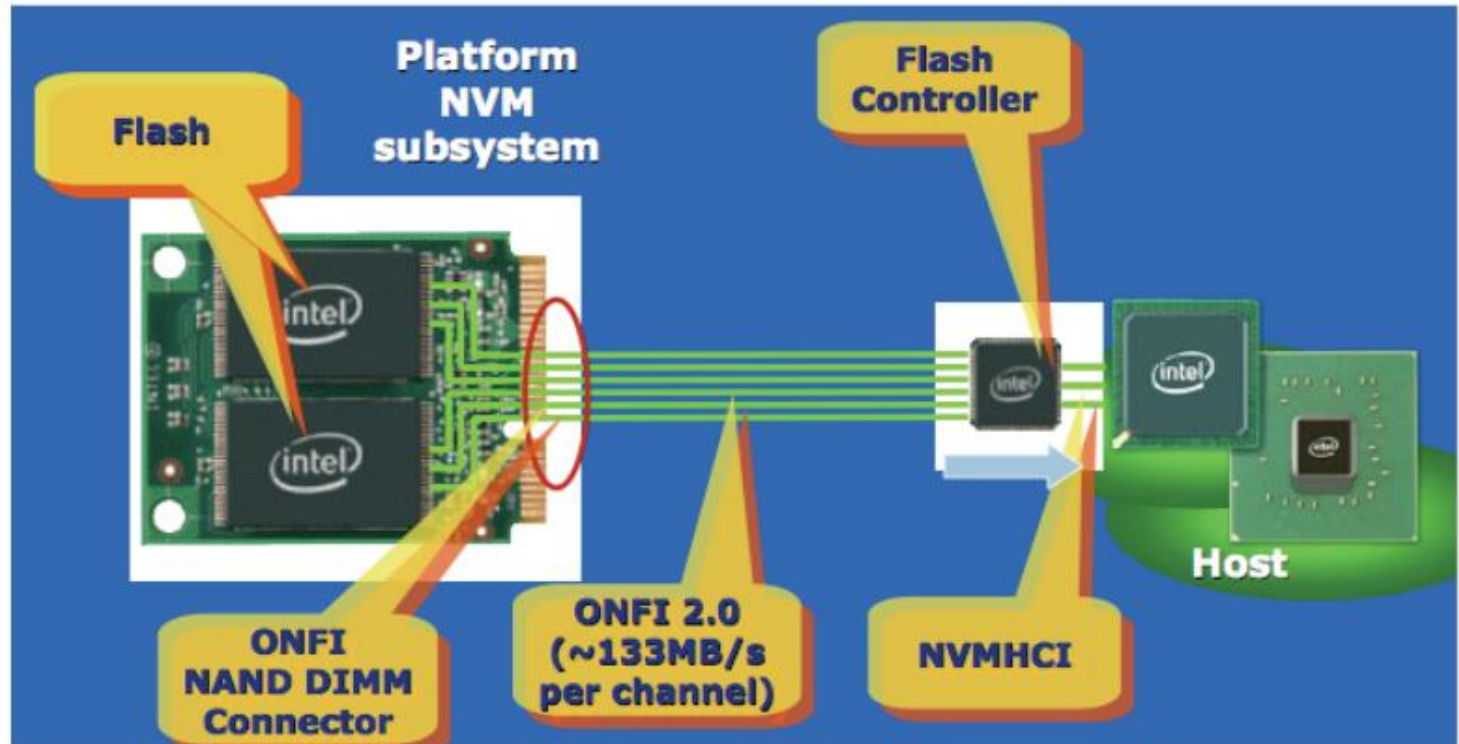 Platform
NVM
subsystem
Flash
Flash
Controller
intel
intel
intel
intel
intel
Host
ONFI
NAND DIMM
Connector
ONFI 2.0
(~133MB/s
per channel)
NVMHCI